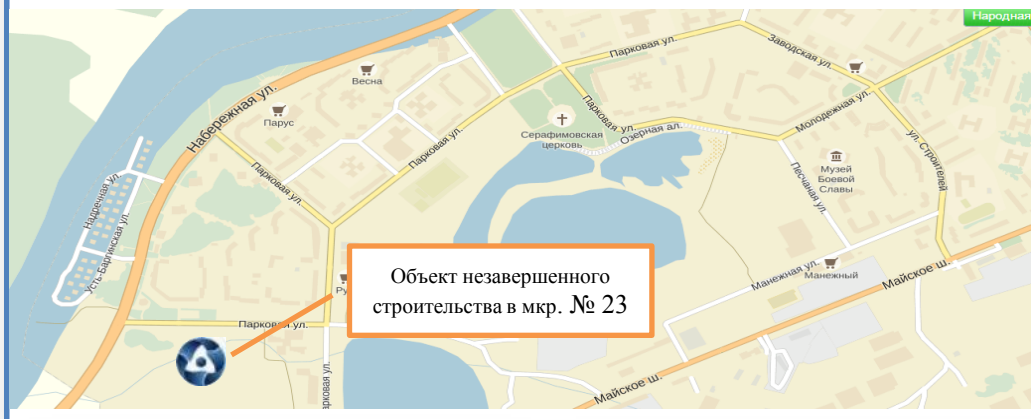 Народная
Парковая ул.
Заводская ул.
Весна
Набережная ул.
Парус
Парковая ул.
Серафимовская
церковь
Парковая ул.
Озерная ал.
Молодежная ул.
ул. Строителей
Музей
Боевой
Славы
Песчаная ул.
Парковая ул.
Надречная ул.
Усть-Баргинская ул.
Объект незавершенного
строительства в мкр. № 23
Манежная ул.
Манежный
Майское ш.
Парковая ул.
Майское ш.